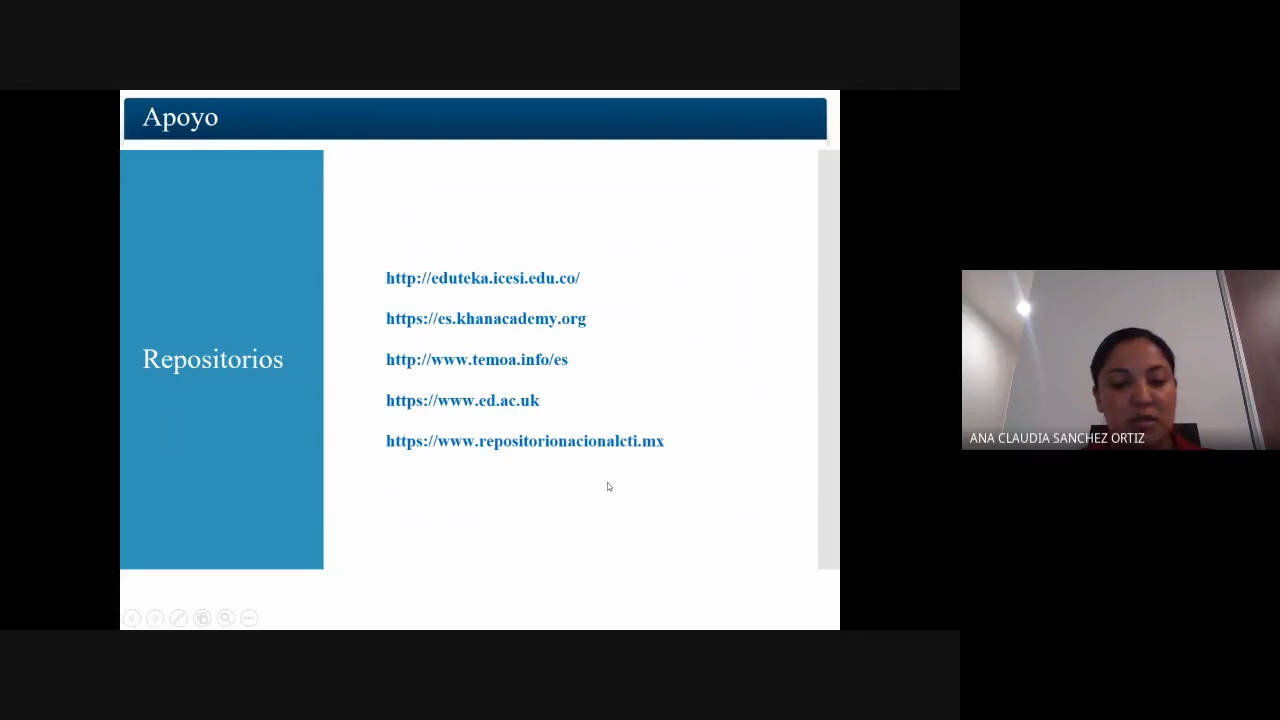 Apoyo
Repositorios
http://eduteka.icesi.edu.co/
https://es.khanacademy.org
http://www.temoa.info/es
https://www.ed.ac.uk
https://www.repositorionacionalcti.mx
ANA CLAUDIA SANCHEZ ORTIZ